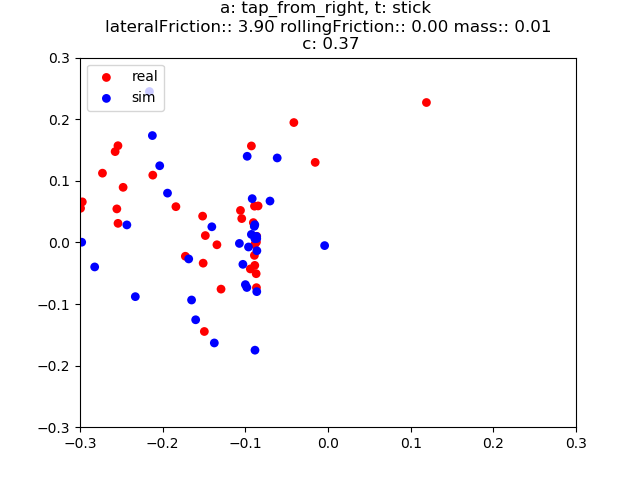 a: tap_from_right, t: stick
lateralFriction:: 3.90 rollingFriction:: 0.00 mass:: 0.01
c: 0.37
real
sim
0.3
0.2
0.1
0.0
−0.1
−0.2
−0.3
−0.3 −0.2 −0.1 0.0 0.1 0.2 0.3